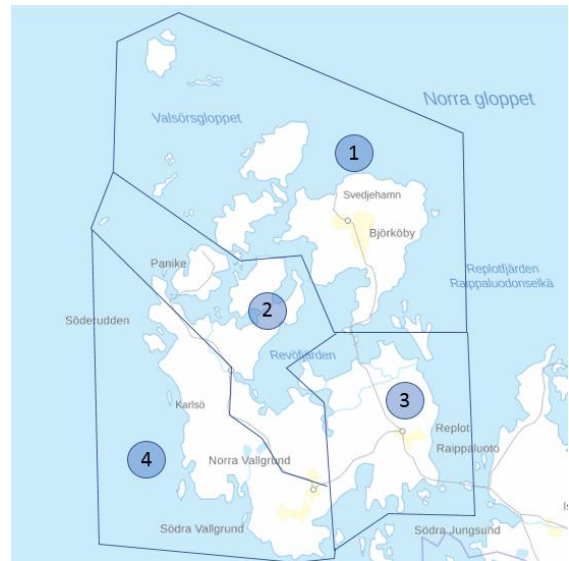 Norra gloppet
Valsörsgloppet
1
Svedjehamn
Björköby
Panike
Replotfjärden
Raippaluodonselkä
2
Söderudden
Revöfjärden
3
Karlsö
Replot
Raippaluoto
4
Norra Vallgrund
Södra Vallgrund
Södra Jungsund
Is